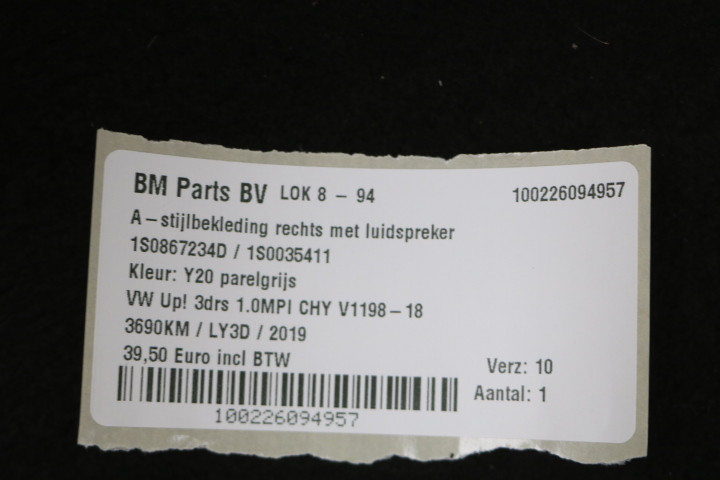 BM Parts BV LOK 8 - 94 100226094957
A-stijlbekleding rechts met luidspreker
1S0867234D / 1S0035411
Kleur: Y20 parelgrijs
VW Up! 3drs 1.0MPI CHY V1198-18
3690KM / LY3D / 2019
39,50 Euro incl BTW
Verz: 10
Aantal: 1
100226094957